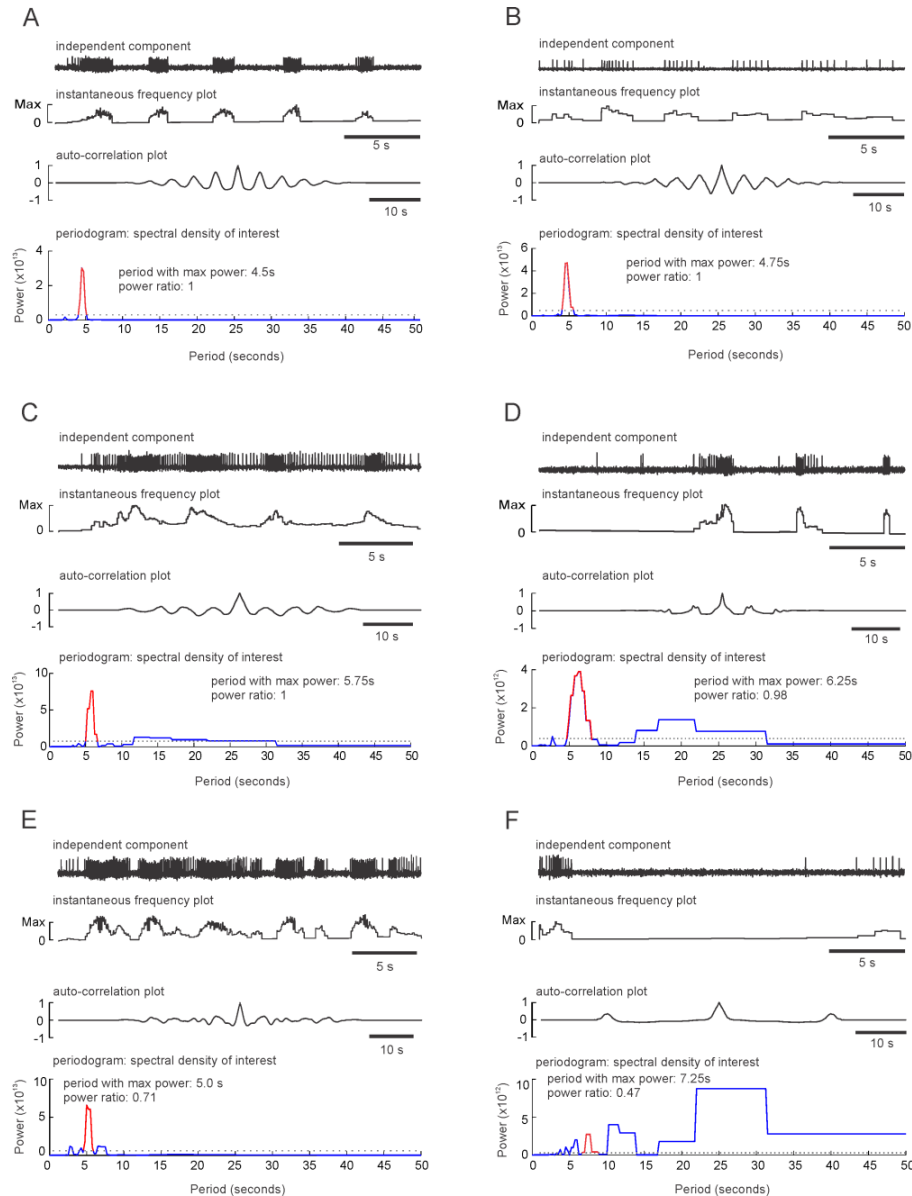 A
independent component
instantaneous frequency plot
Max
0
5 s
auto-correlation plot
1
0
-1
10 s
periodogram: spectral density of interest
Power (x10¹³)
4
2
0
period with max power: 4.5s
power ratio: 1
0 5 10 15 20 25 30 35 40 45 50
Period (seconds)
B
independent component
instantaneous frequency plot
Max
0
5 s
auto-correlation plot
1
0
-1
10 s
periodogram: spectral density of interest
Power (x10¹³)
6
4
2
0
period with max power: 4.75s
power ratio: 1
0 5 10 15 20 25 30 35 40 45 50
Period (seconds)
C
independent component
instantaneous frequency plot
Max
0
5 s
auto-correlation plot
1
0
-1
10 s
periodogram: spectral density of interest
Power (x10¹³)
10
5
0
period with max power: 5.75s
power ratio: 1
0 5 10 15 20 25 30 35 40 45 50
Period (seconds)
D
independent component
instantaneous frequency plot
Max
0
5 s
auto-correlation plot
1
0
-1
10 s
periodogram: spectral density of interest
Power (x10¹²)
4
2
0
period with max power: 6.25s
power ratio: 0.98
0 5 10 15 20 25 30 35 40 45 50
Period (seconds)
E
independent component
instantaneous frequency plot
Max
0
5 s
auto-correlation plot
1
0
-1
10 s
periodogram: spectral density of interest
Power (x10¹³)
10
5
0
period with max power: 5.0 s
power ratio: 0.71
0 5 10 15 20 25 30 35 40 45 50
Period (seconds)
F
independent component
instantaneous frequency plot
Max
0
5 s
auto-correlation plot
1
0
-1
10 s
periodogram: spectral density of interest
Power (x10¹²)
10
5
0
period with max power: 7.25s
power ratio: 0.47
0 5 10 15 20 25 30 35 40 45 50
Period (seconds)